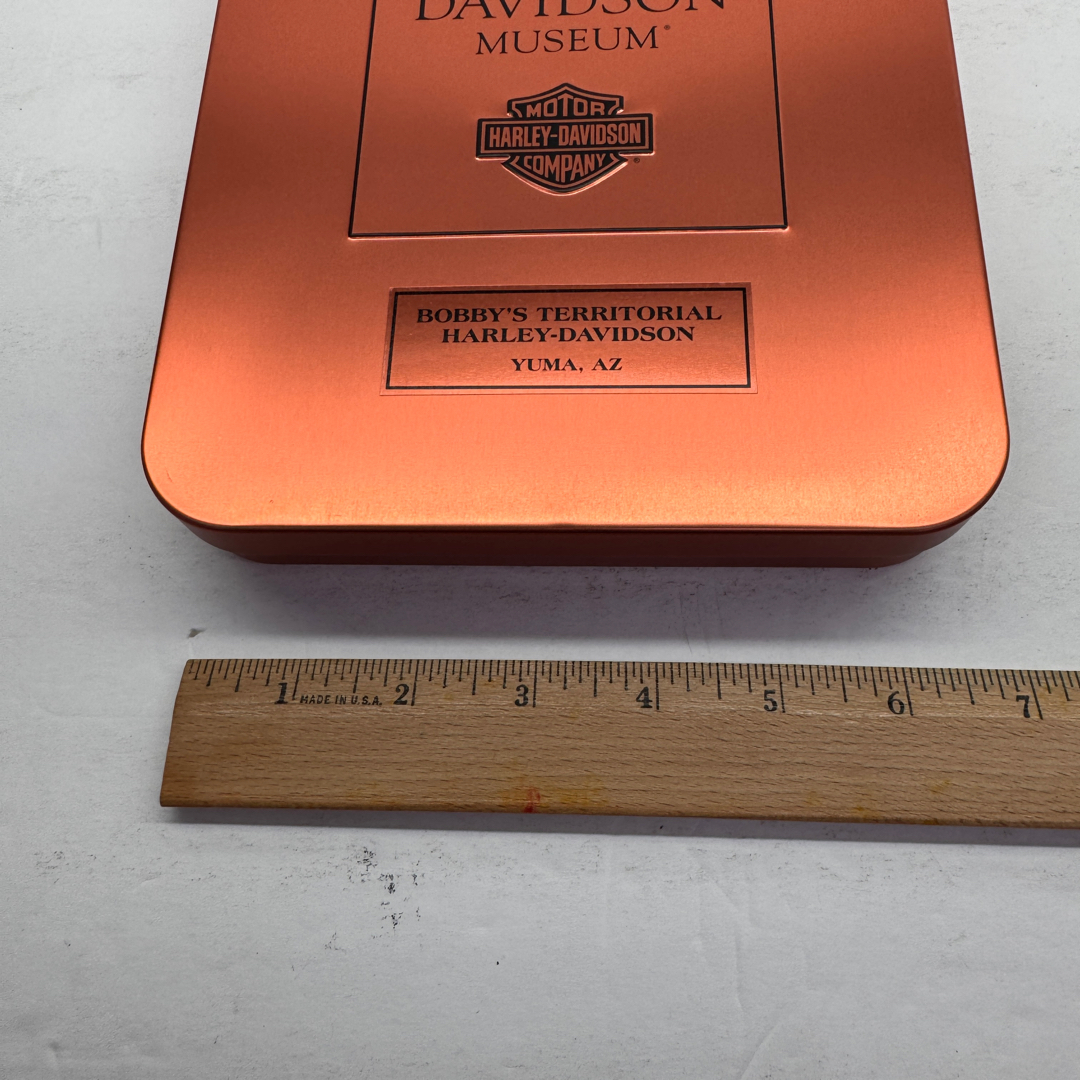 DAVIDSON
MUSEUM®
MOTOR
HARLEY-DAVIDSON
COMPANY
®
BOBBY'S TERRITORIAL
HARLEY-DAVIDSON
YUMA, AZ
1 MADE IN U.S.A. 2 3 4 5 6 7